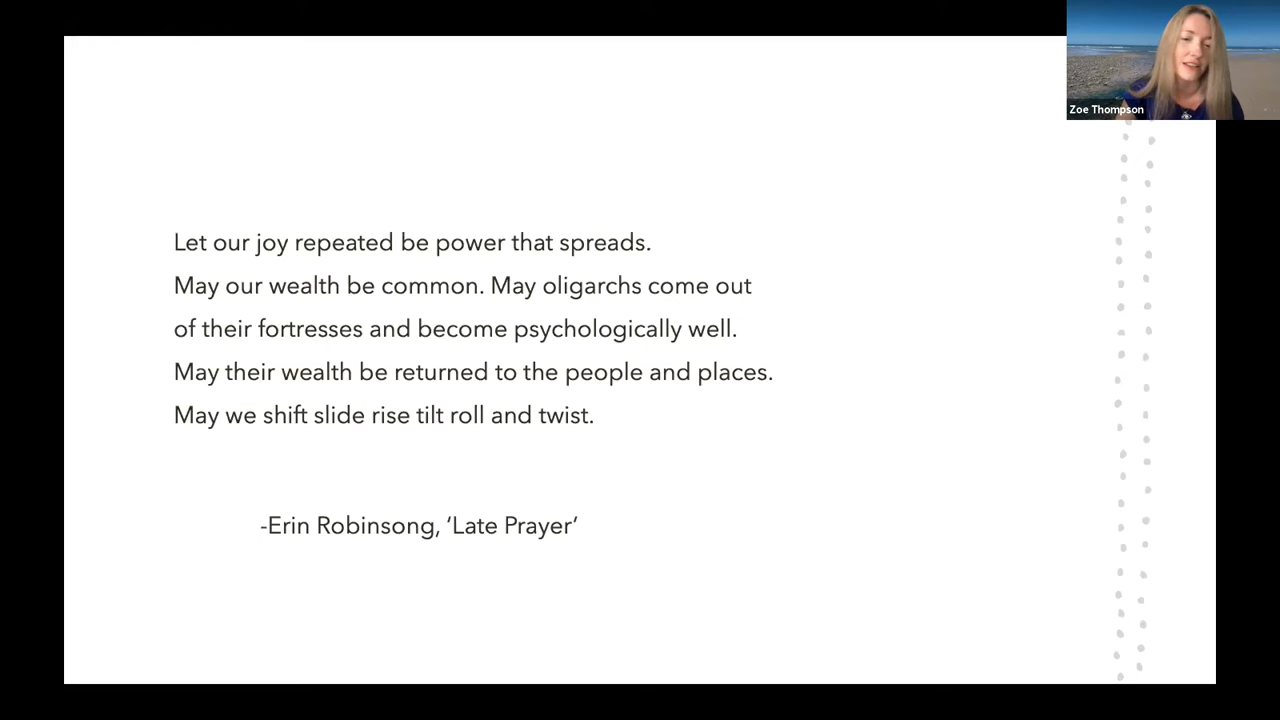 Zoe Thompson
Let our joy repeated be power that spreads.
May our wealth be common. May oligarchs come out
of their fortresses and become psychologically well.
May their wealth be returned to the people and places.
May we shift slide rise tilt roll and twist.
-Erin Robinsong, ‘Late Prayer’